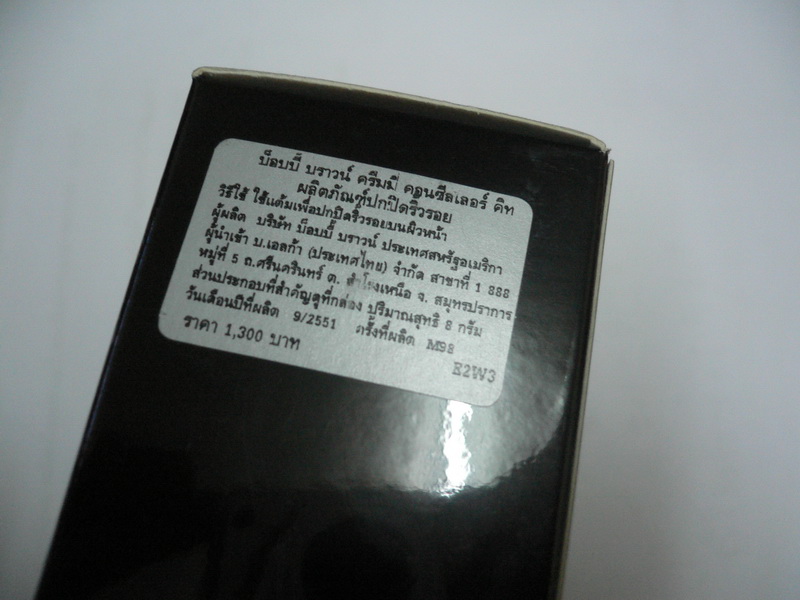 บ็อบบี้ บราวน์ ครีมมี่ คอนซีลเลอร์ คิท
ผลิตภัณฑ์ปกปิดริ้วรอย
วิธีใช้ ใช้แต้มเพื่อปกปิดริ้วรอยบนผิวหน้า
ผู้ผลิต บริษัท บ็อบบี้ บราวน์ ประเทศสหรัฐอเมริกา
ผู้นำเข้า บ.เอลก้า (ประเทศไทย) จำกัด สาขาที่ 1 888
หมู่ที่ 5 ถ.ศรีนครินทร์ ต. สำโรงเหนือ จ. สมุทรปราการ
ส่วนประกอบที่สำคัญดูที่กล่อง ปริมาณสุทธิ 8 กรัม
วันเดือนปีที่ผลิต 9/2551 ครั้งที่ผลิต M98
ราคา 1,300 บาท
E2W3